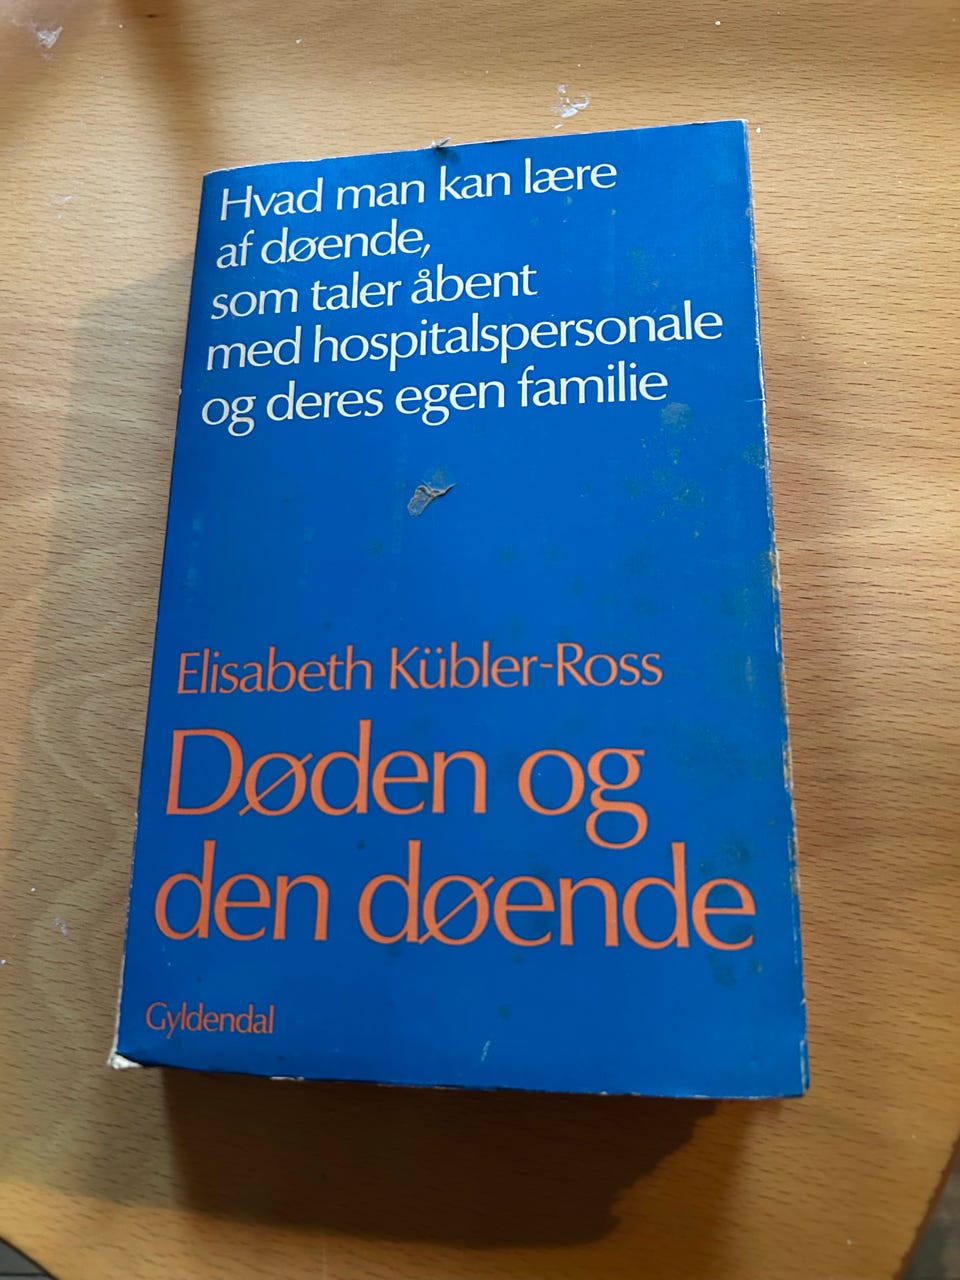 Hvad man kan lære
af døende,
som taler åbent
med hospitalspersonale
og deres egen familie
Elisabeth Kübler-Ross
Døden og
den døende
Gyldendal